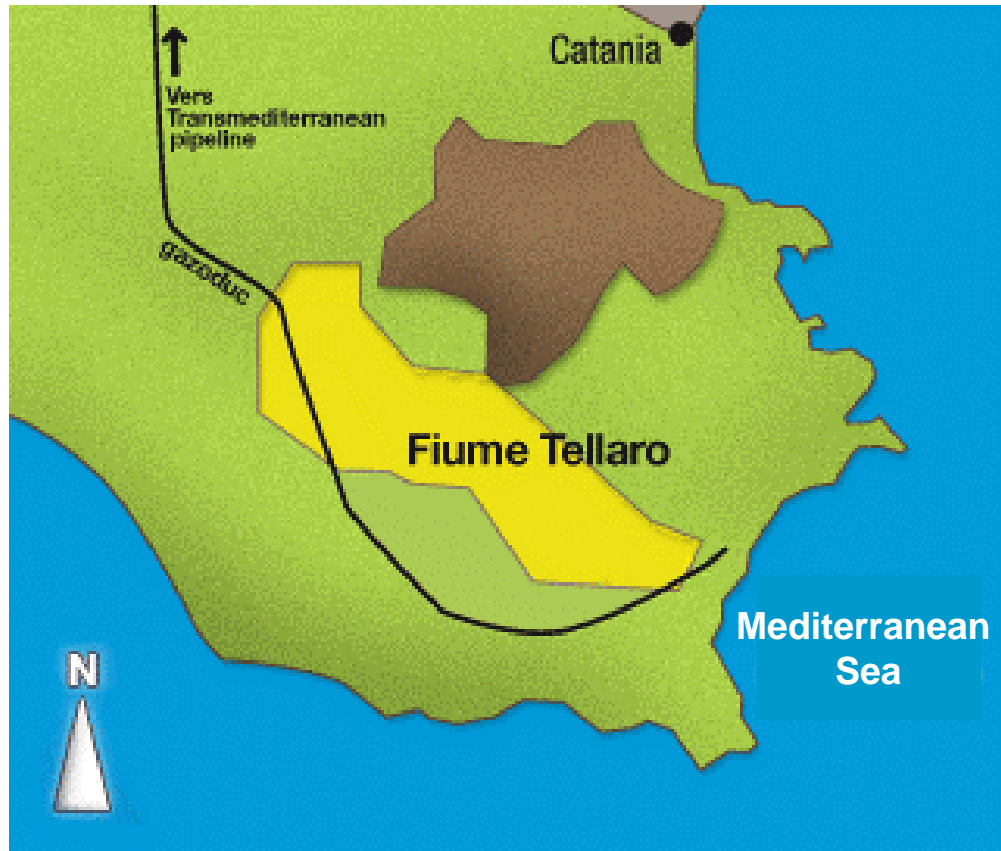 Catania
Vers
Transmediterranean
pipeline
gazoduc
Fiume Tellaro
Mediterranean
Sea
N